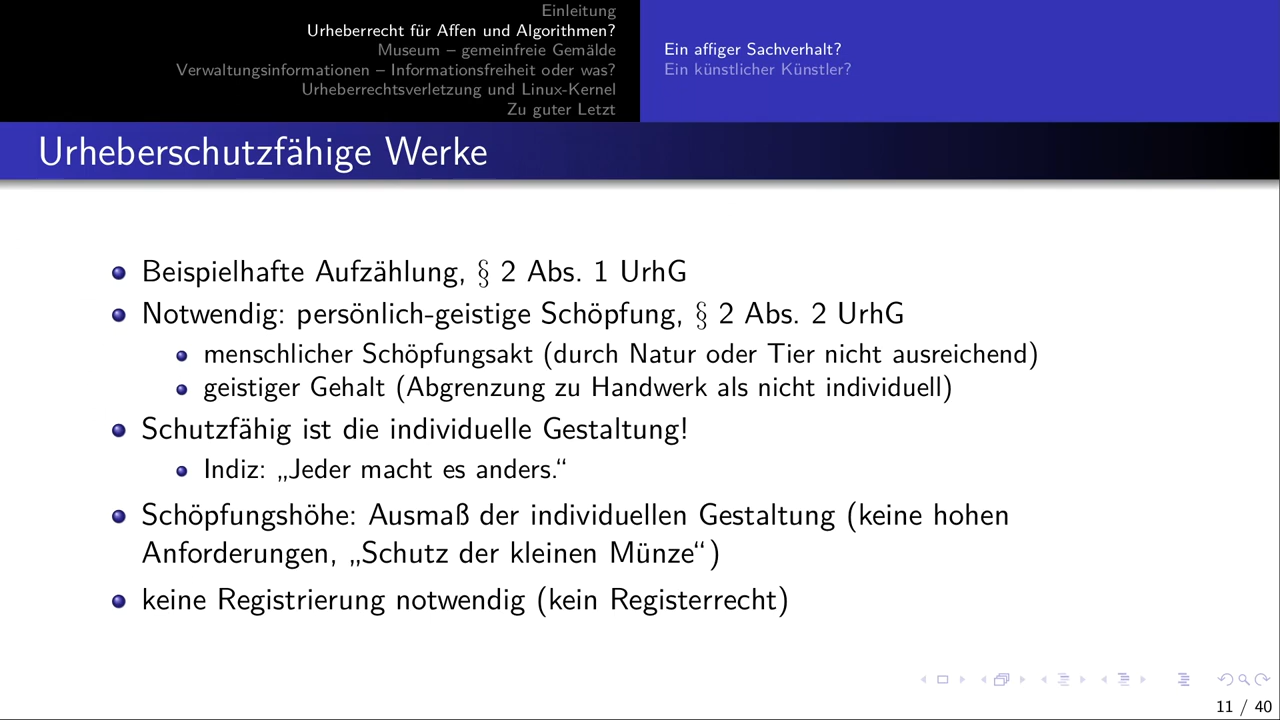 Einleitung
Urheberrecht für Affen und Algorithmen?
Museum – gemeinfreie Gemälde
Verwaltungsinformationen – Informationsfreiheit oder was?
Urheberrechtsverletzung und Linux-Kernel
Zu guter Letzt
Ein affiger Sachverhalt?
Ein künstlicher Künstler?
Urheberschutzfähige Werke
Beispielhafte Aufzählung, § 2 Abs. 1 UrhG
Notwendig: persönlich-geistige Schöpfung, § 2 Abs. 2 UrhG
menschlicher Schöpfungsakt (durch Natur oder Tier nicht ausreichend)
geistiger Gehalt (Abgrenzung zu Handwerk als nicht individuell)
Schutzfähig ist die individuelle Gestaltung!
Indiz: „Jeder macht es anders.“
Schöpfungshöhe: Ausmaß der individuellen Gestaltung (keine hohen
Anforderungen, „Schutz der kleinen Münze“)
keine Registrierung notwendig (kein Registerrecht)
11 / 40